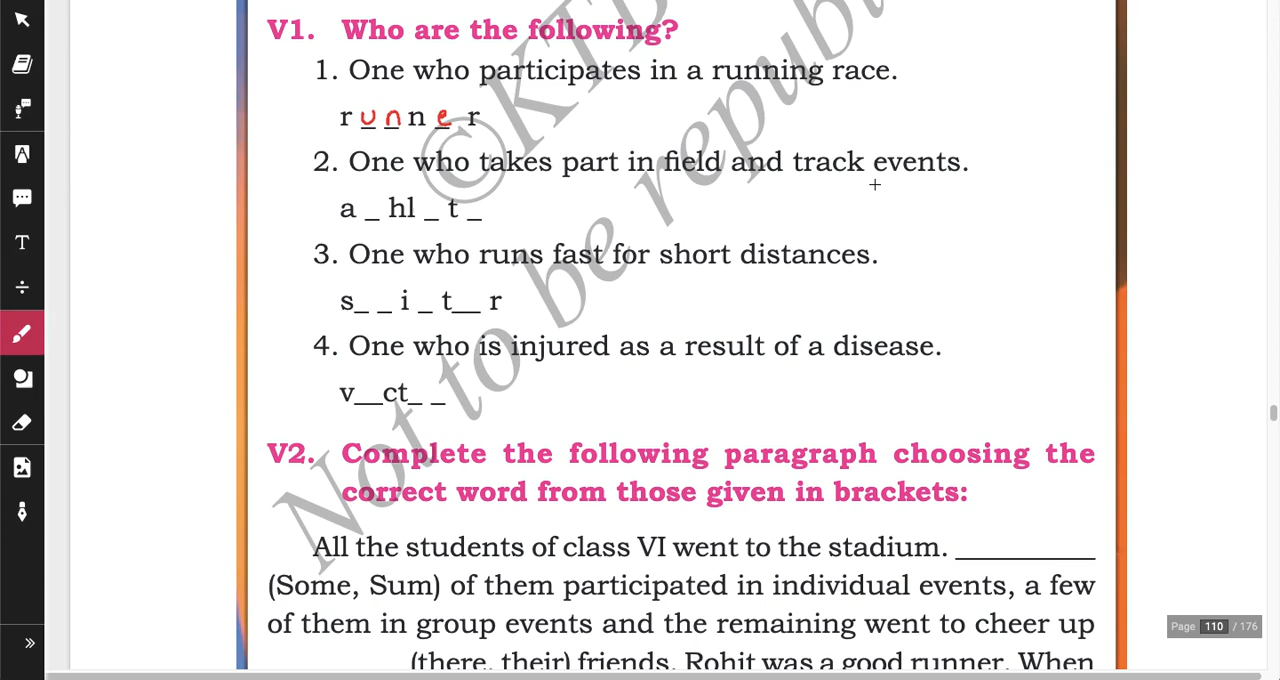 V1. Who are the following?
1. One who participates in a running race.
r u n n e r
2. One who takes part in field and track events.
a _ hl _ t _
3. One who runs fast for short distances.
s_ _ i _ t__ r
4. One who is injured as a result of a disease.
v__ct_ _
V2. Complete the following paragraph choosing the
correct word from those given in brackets:
All the students of class VI went to the stadium. __________
(Some, Sum) of them participated in individual events, a few
of them in group events and the remaining went to cheer up
(there, their) friends. Rohit was a good runner. When
©KTB
Not to be republi
Page 110 / 176